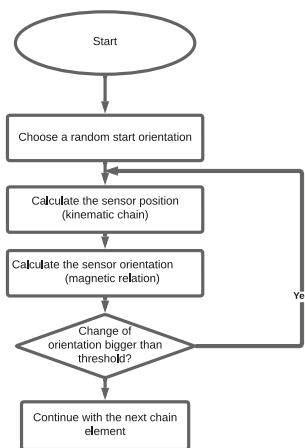 Start
Choose a random start orientation
Calculate the sensor position
(kinematic chain)
Calculate the sensor orientation
(magnetic relation)
Change of
orientation bigger than
threshold?
Ye
Continue with the next chain
element